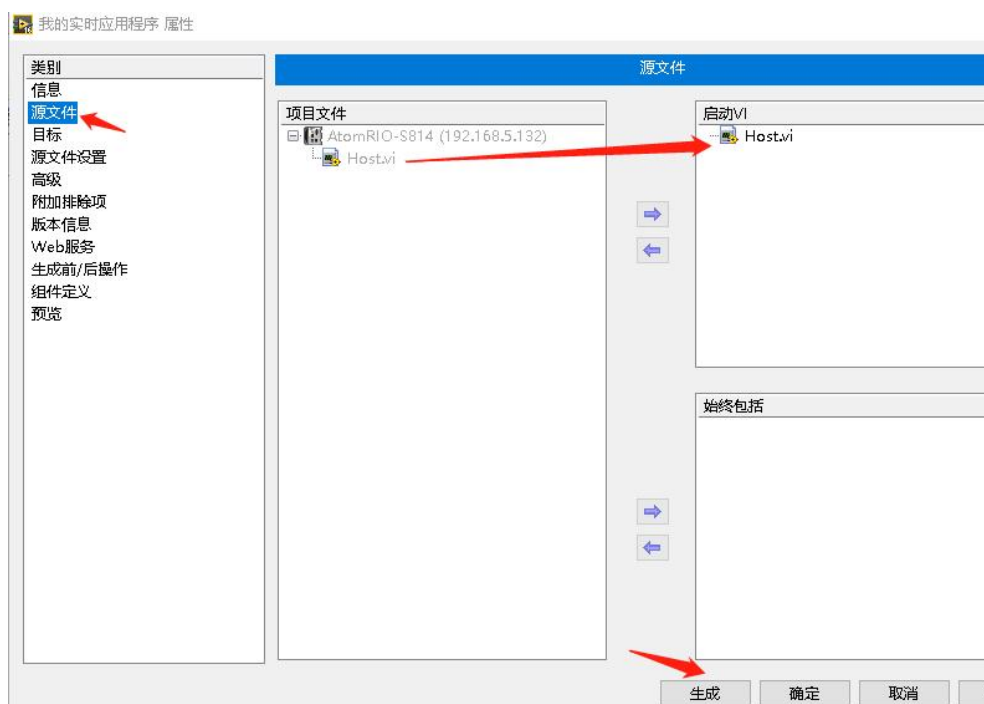 我的实时应用程序 属性
类别
信息
源文件
目标
源文件设置
高级
附加排除项
版本信息
Web服务
生成前/后操作
组件定义
预览
源文件
项目文件
AtomRIO-S814 (192.168.5.132)
Host.vi
启动VI
Host.vi
始终包括
生成
确定
取消